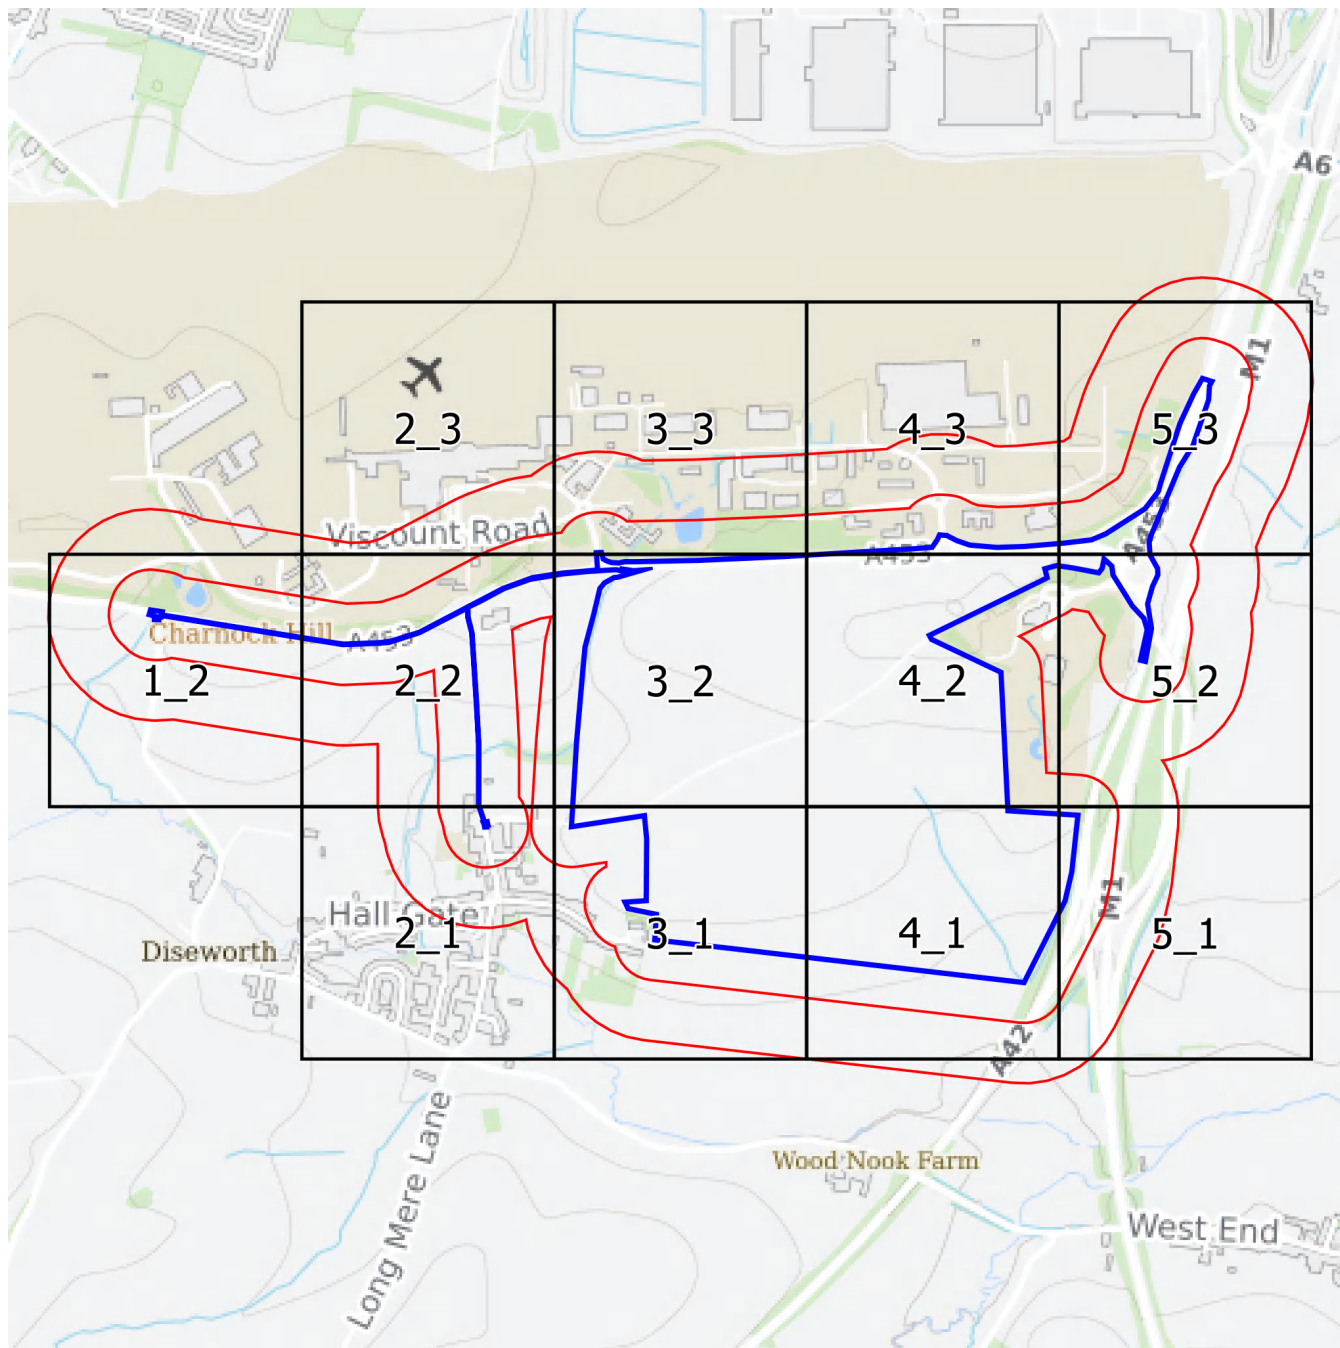 A6
M1
2_3
3_3
4_3
5_3
Viscount Road
A453
A453
Charnock Hill
A453
1_2
2_2
3_2
4_2
5_2
M1
Hall Gate
2_1
3_1
4_1
5_1
Diseworth
A42
Long Mere Lane
Wood Nook Farm
West End